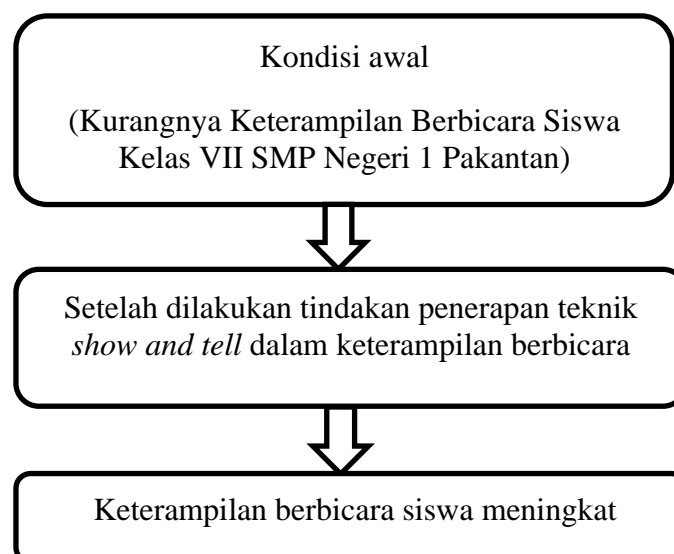 Kondisi awal
(Kurangnya Keterampilan Berbicara Siswa
Kelas VII SMP Negeri 1 Pakantan)
Setelah dilakukan tindakan penerapan teknik
show and tell dalam keterampilan berbicara
Keterampilan berbicara siswa meningkat